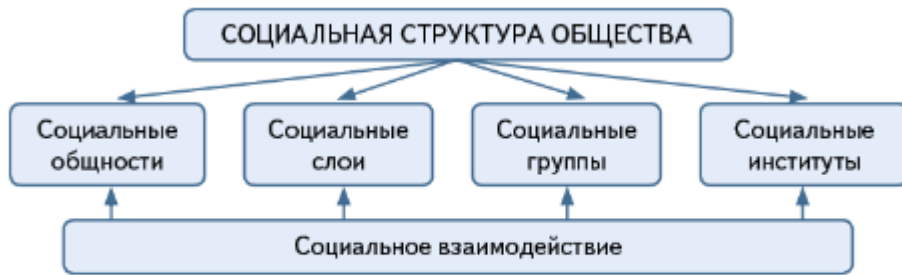 СОЦИАЛЬНАЯ СТРУКТУРА ОБЩЕСТВА
Социальные
общности
Социальные
слои
Социальные
группы
Социальные
институты
Социальное взаимодействие